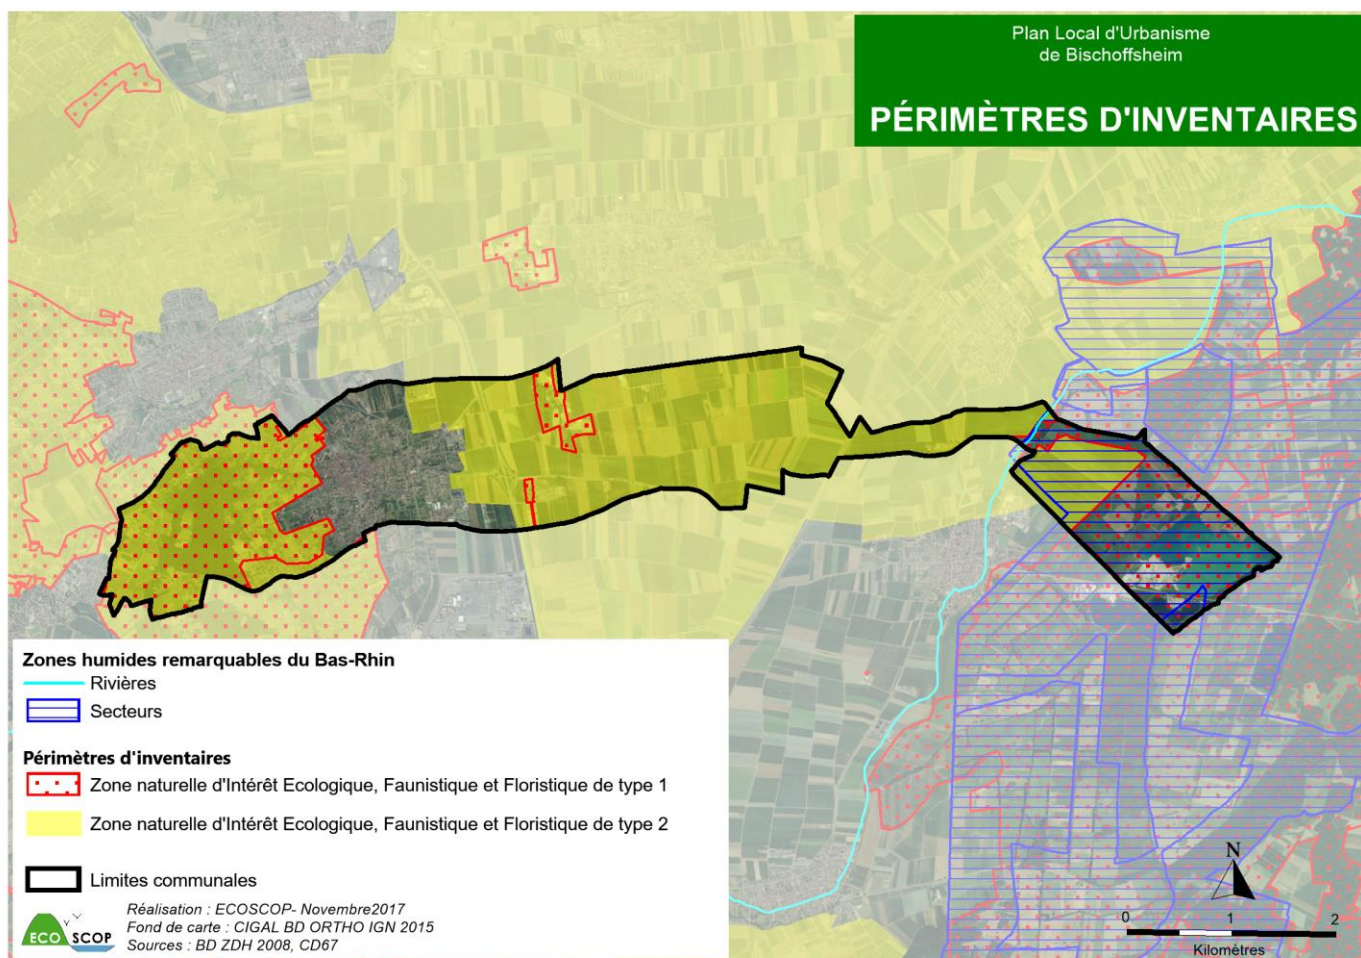 Plan Local d'Urbanisme
de Bischoffsheim
PÉRIMÈTRES D'INVENTAIRES
Zones humides remarquables du Bas-Rhin
Rivières
Secteurs
Périmètres d'inventaires
Zone naturelle d'Intérêt Ecologique, Faunistique et Floristique de type 1
Zone naturelle d'Intérêt Ecologique, Faunistique et Floristique de type 2
Limites communales
ECO SCOP
Réalisation : ECOSCOP- Novembre2017
Fond de carte : CIGAL BD ORTHO IGN 2015
Sources : BD ZDH 2008, CD67
N
0 1 2
Kilomètres